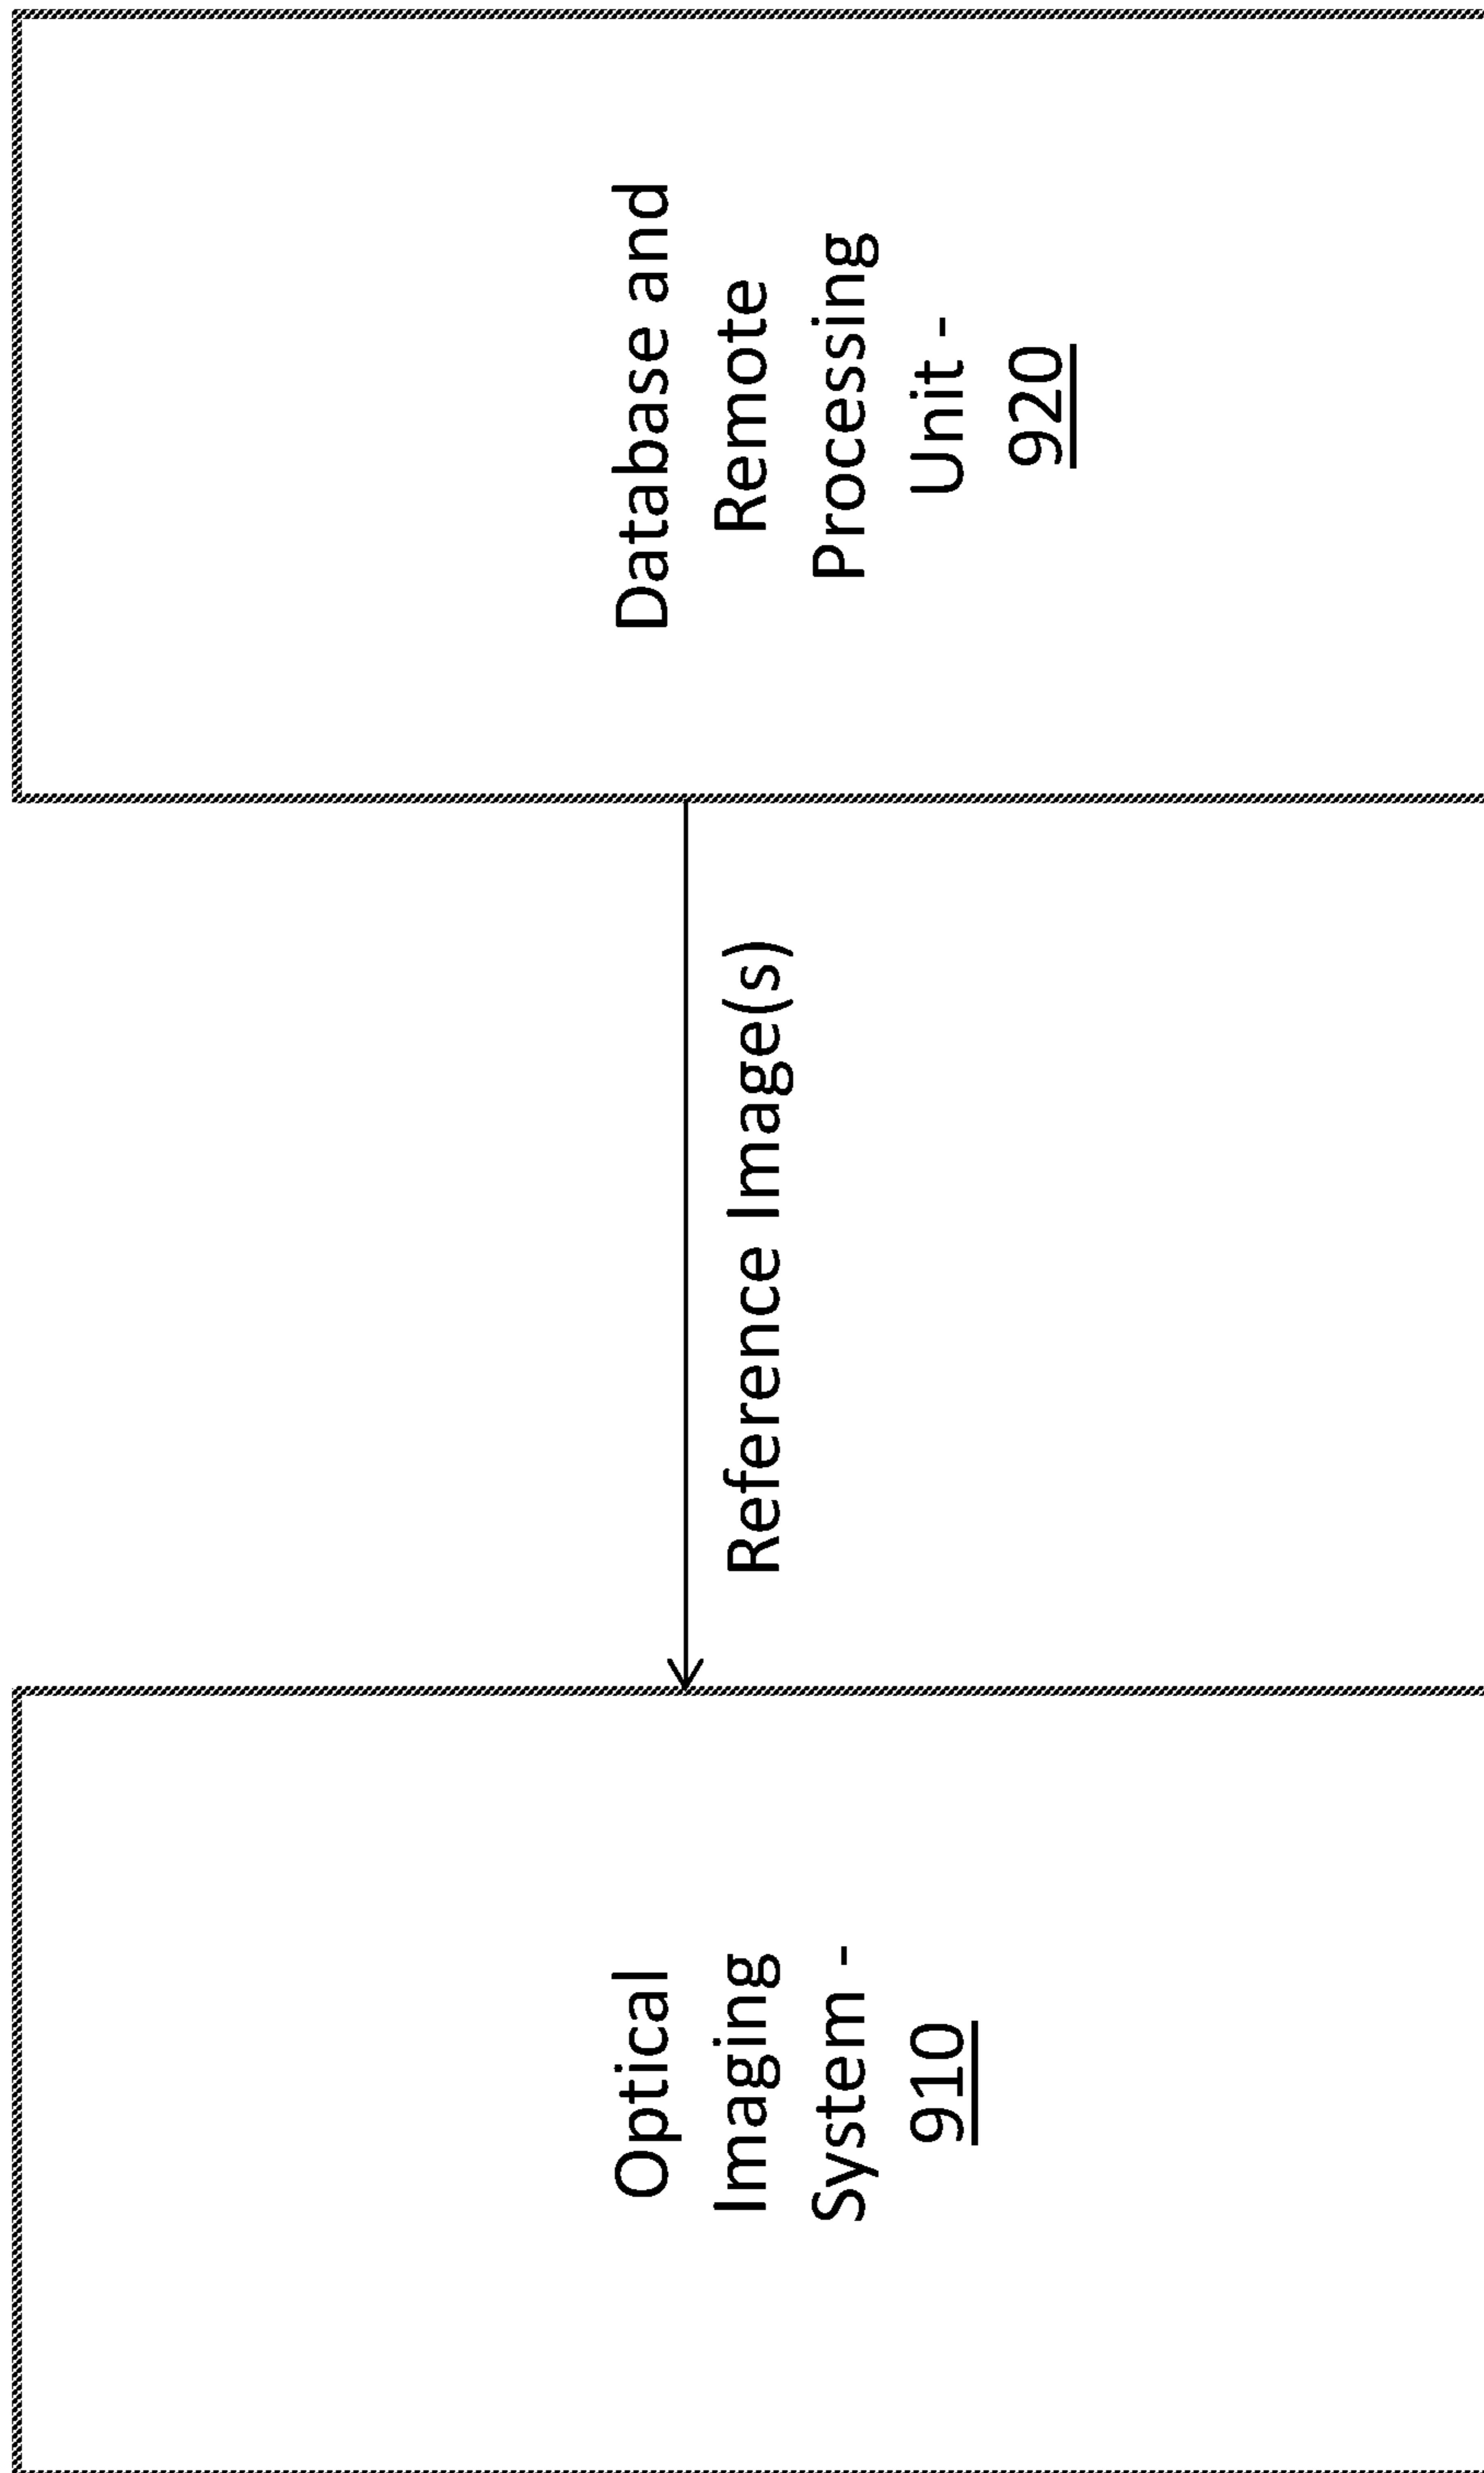 Optical
Imaging
System -
910
Reference Image(s)
Database and
Remote
Processing
Unit -
920